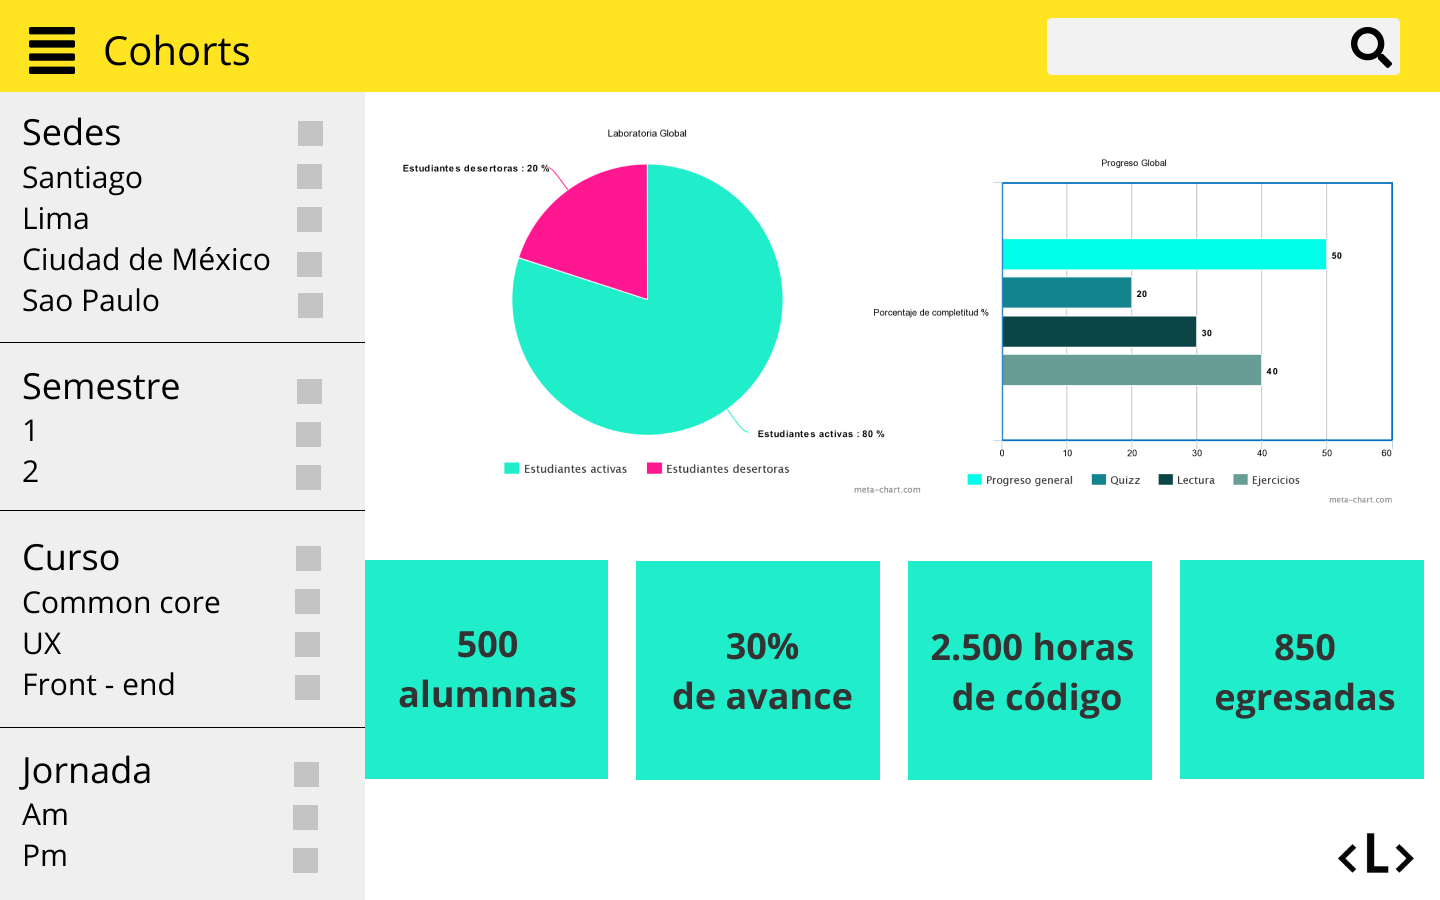 Cohorts
Sedes
Santiago
Lima
Ciudad de México
Sao Paulo
Semestre
1
2
Curso
Common core
UX
Front - end
Jornada
Am
Pm
Laboratoria Global
Estudiantes desertoras : 20 %
Estudiantes activas : 80 %
Estudiantes activas Estudiantes desertoras
meta-chart.com
Progreso Global
Porcentaje de completitud %
50
20
30
40
0 10 20 30 40 50 60
Progreso general Quizz Lectura Ejercicios
meta-chart.com
500
alumnnas
30%
de avance
2.500 horas
de código
850
egresadas
<L>